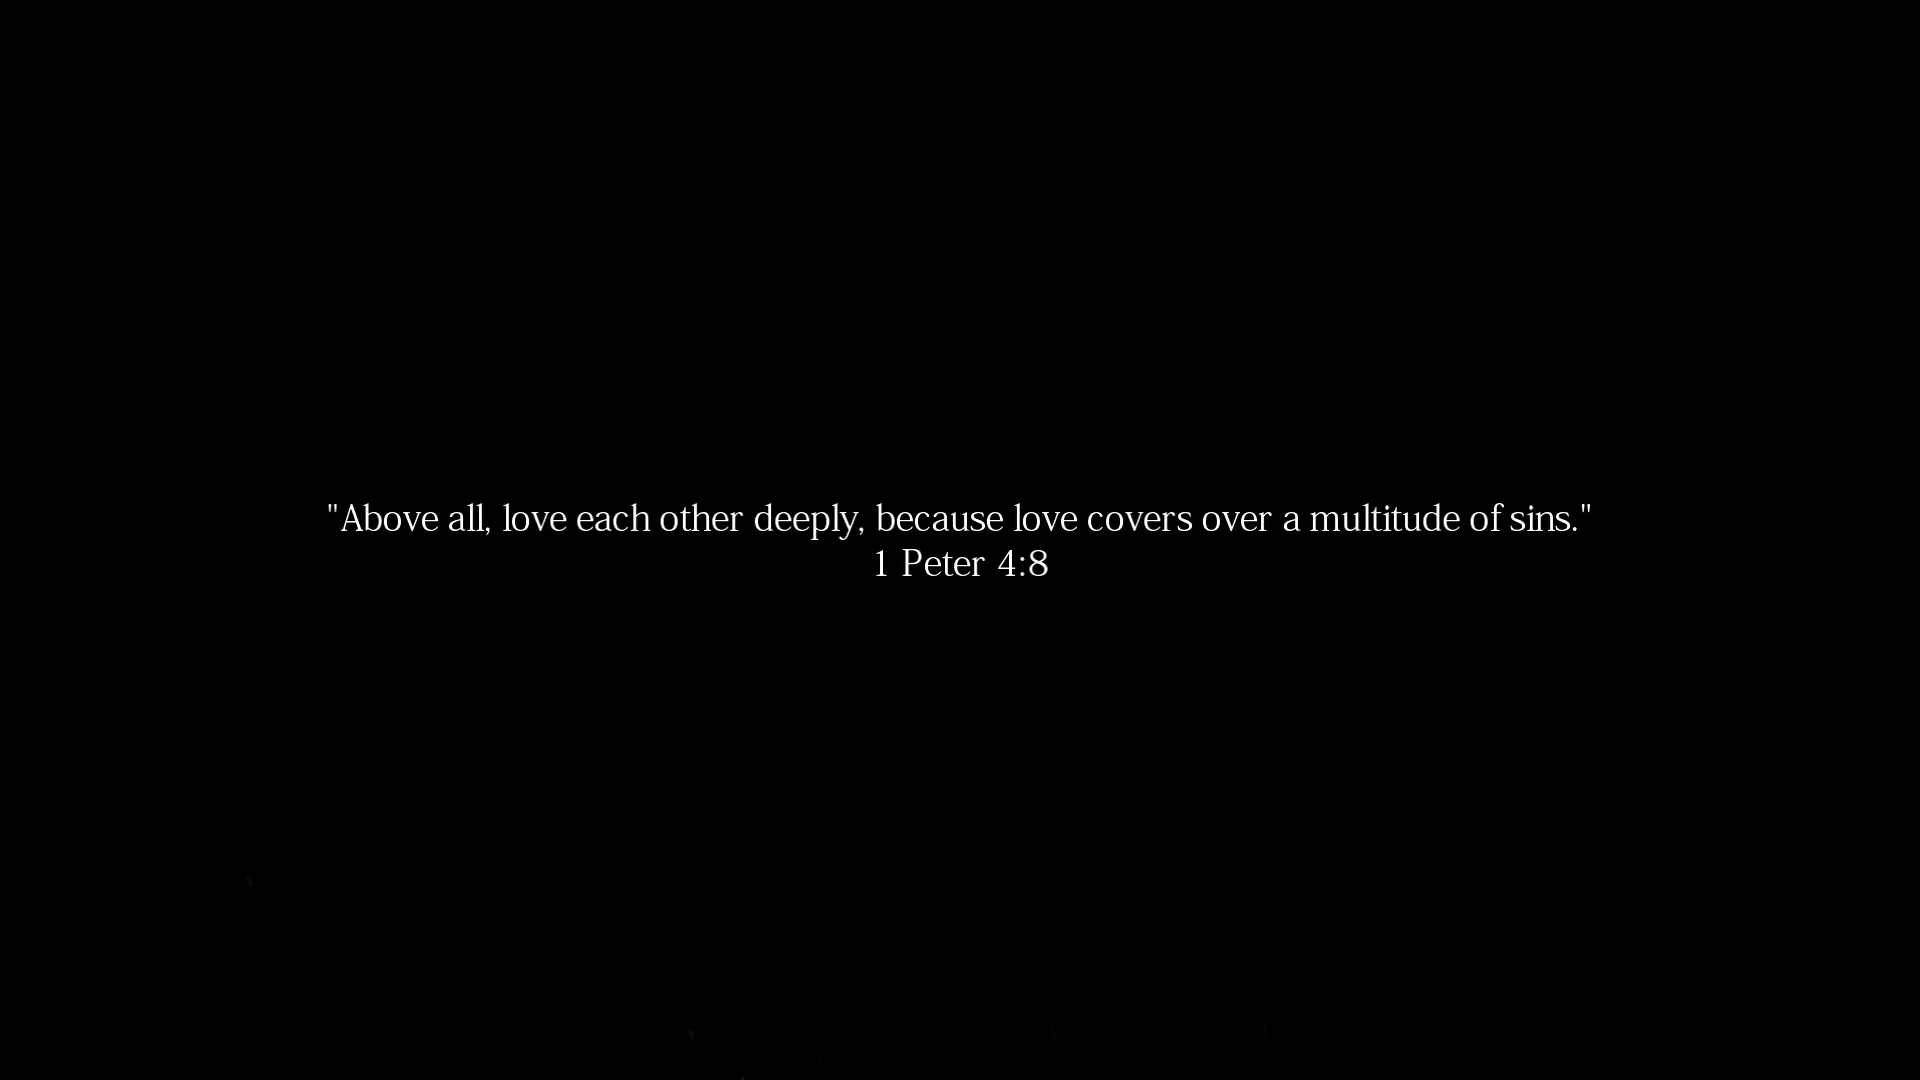 "Above all, love each other deeply, because love covers over a multitude of sins."
1 Peter 4:8